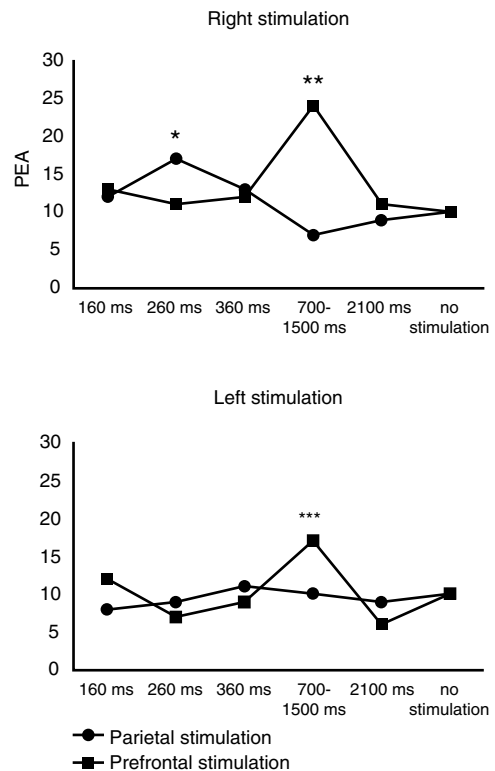 Right stimulation
PEA
30
25
20
15
10
5
0
*
**
160 ms 260 ms 360 ms 700- 2100 ms no
1500 ms stimulation
Left stimulation
30
25
20
15
10
5
0
***
160 ms 260 ms 360 ms 700- 2100 ms no
1500 ms stimulation
Parietal stimulation
Prefrontal stimulation